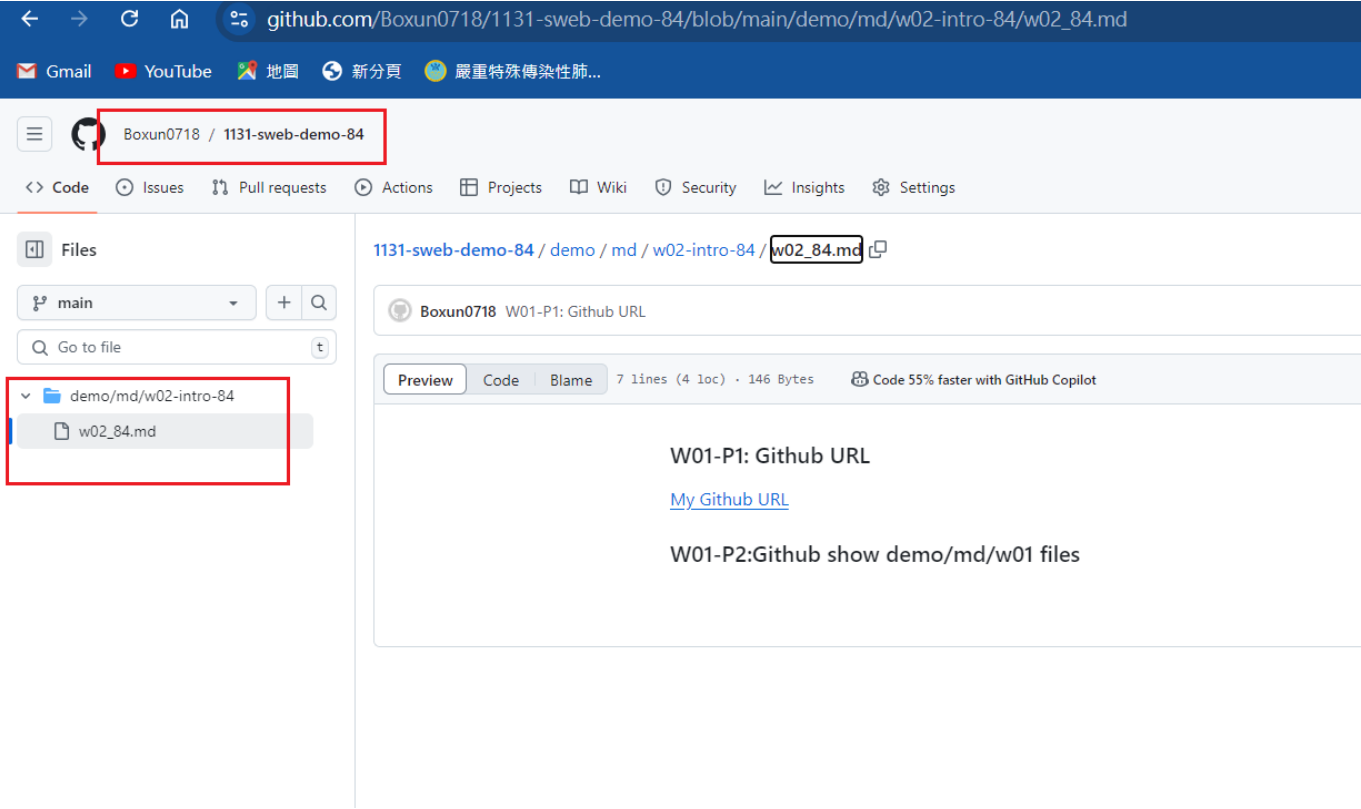 github.com/Boxun0718/1131-sweb-demo-84/blob/main/demo/md/w02-intro-84/w02_84.md
Gmail YouTube 地圖 新分頁 嚴重特殊傳染性肺...
Boxun0718 / 1131-sweb-demo-84
Code Issues Pull requests Actions Projects Wiki Security Insights Settings
Files
main
Go to file t
demo/md/w02-intro-84
w02_84.md
1131-sweb-demo-84 / demo / md / w02-intro-84 / w02_84.md
Boxun0718 W01-P1: Github URL
Preview Code Blame 7 lines (4 loc) · 146 Bytes Code 55% faster with GitHub Copilot
W01-P1: Github URL
My Github URL
W01-P2:Github show demo/md/w01 files